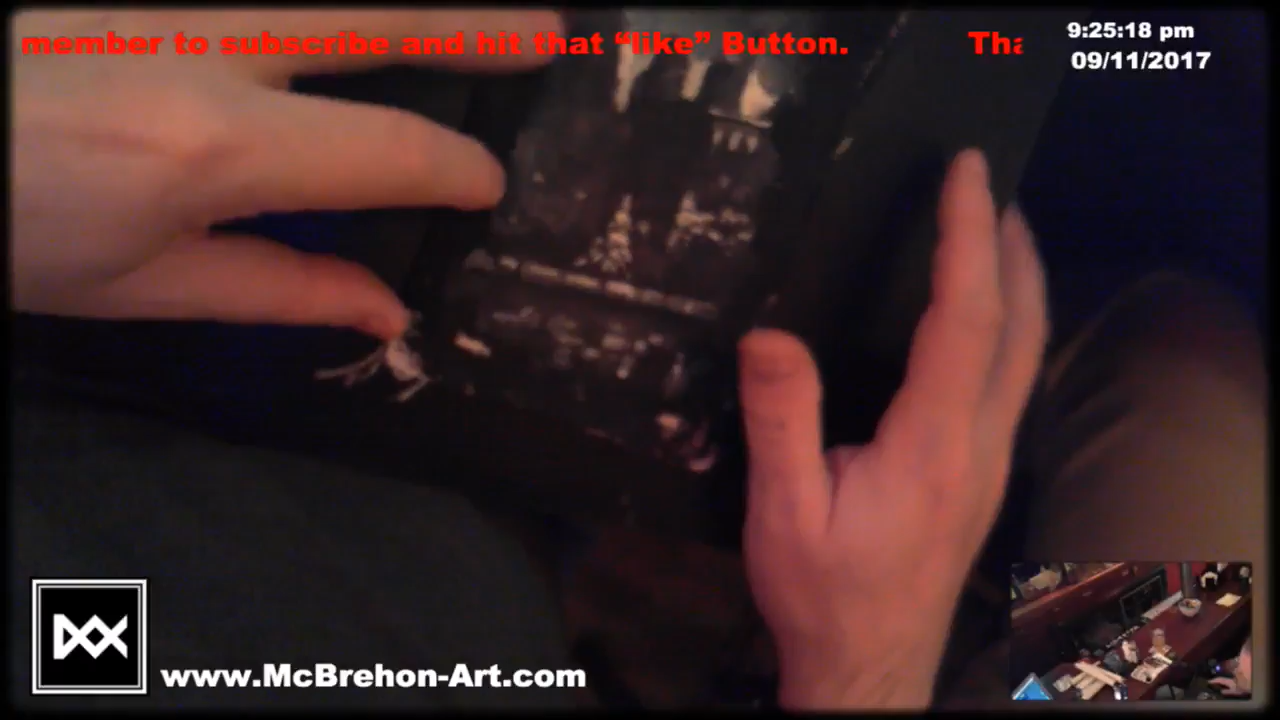 member to subscribe and hit that “like” Button. Tha
9:25:18 pm
09/11/2017
www.McBrehon-Art.com